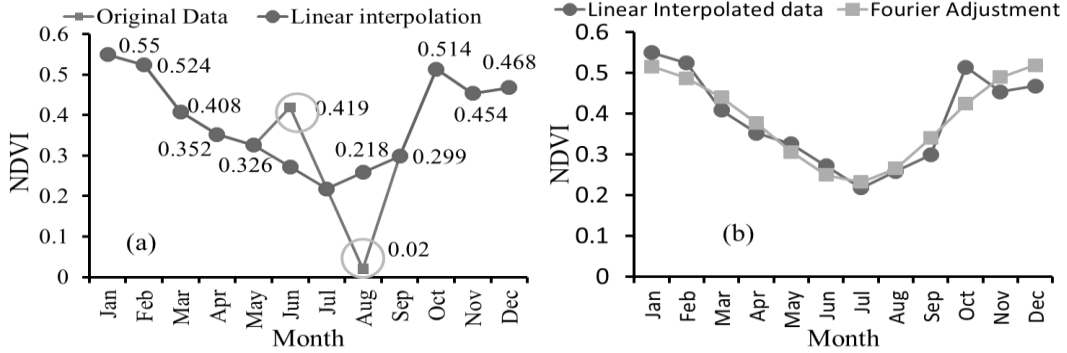 Original Data Linear interpolation
0.6
0.5
0.4
0.3
0.2
0.1
0
NDVI
0.55
0.524
0.408
0.352
0.326
0.419
0.218
0.02
0.299
0.514
0.454
0.468
(a)
Jan Feb Mar Apr May Jun Jul Aug Sep Oct Nov Dec
Month
Linear Interpolated data Fourier Adjustment
0.6
0.5
0.4
0.3
0.2
0.1
0
NDVI
(b)
Jan Feb Mar Apr May Jun Jul Aug Sep Oct Nov Dec
Month